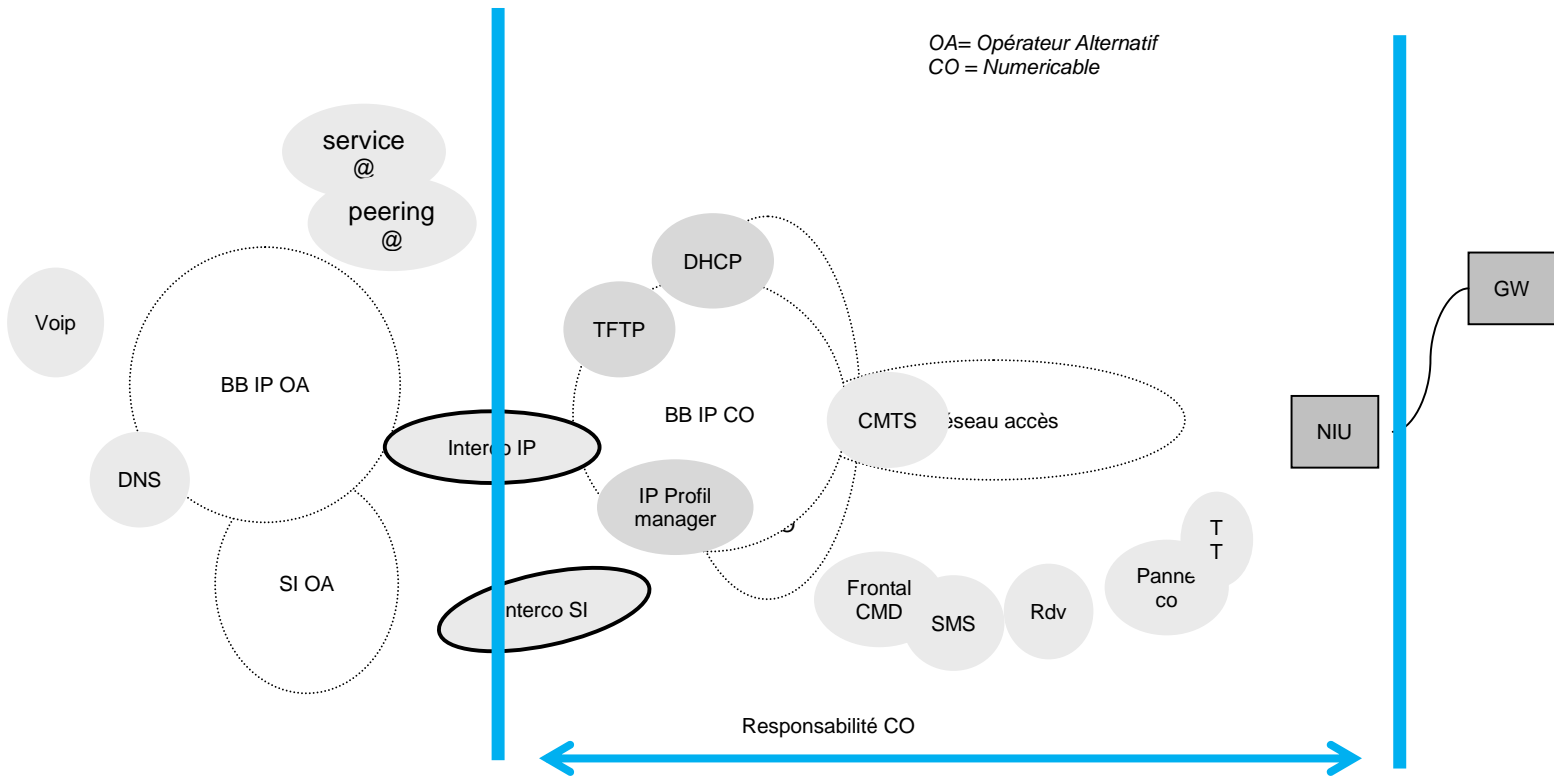 OA= Opérateur Alternatif
CO = Numericable
service
@
peering
@
DHCP
GW
Voip
TFTP
BB IP OA
BB IP CO
CMTS
éseau accès
NIU
Interco IP
DNS
IP Profil
manager
T
T
SI OA
Interco SI
Frontal
CMD
SMS
Rdv
Panne
co
Responsabilité CO